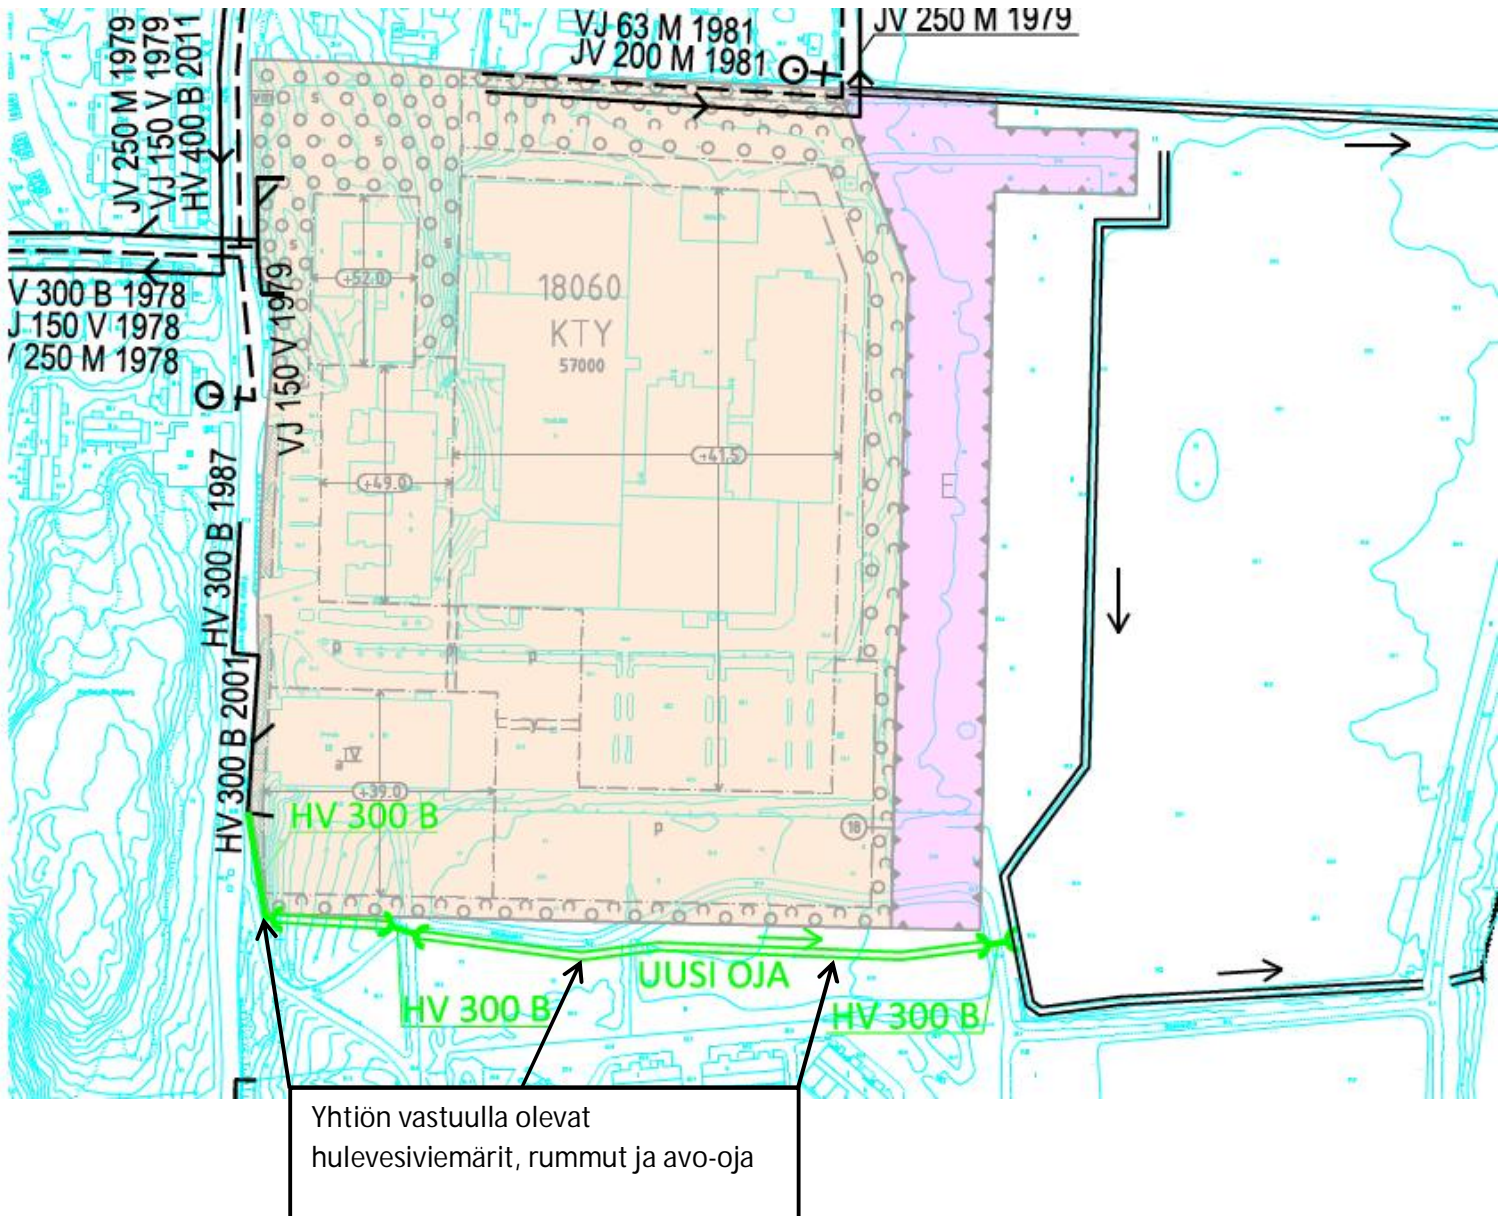 VJ 63 M 1981
JV 200 M 1981
JV 250 M 1979
JV 250 M 1979
VJ 150 V 1979
HV 400 B 2011
V 300 B 1978
J 150 V 1978
250 M 1978
VJ 150 V 1979
VIII
s
s
s
s
+52.0
18060
KTY
57000
+49.0
+41.5
E
HV 300 B 1987
HV 300 B 2001
p
p
p
IV
a
+39.0
18
HV 300 B
UUSI OJA
HV 300 B
HV 300 B
Yhtiön vastuulla olevat
hulevesiviemärit, rummut ja avo-oja